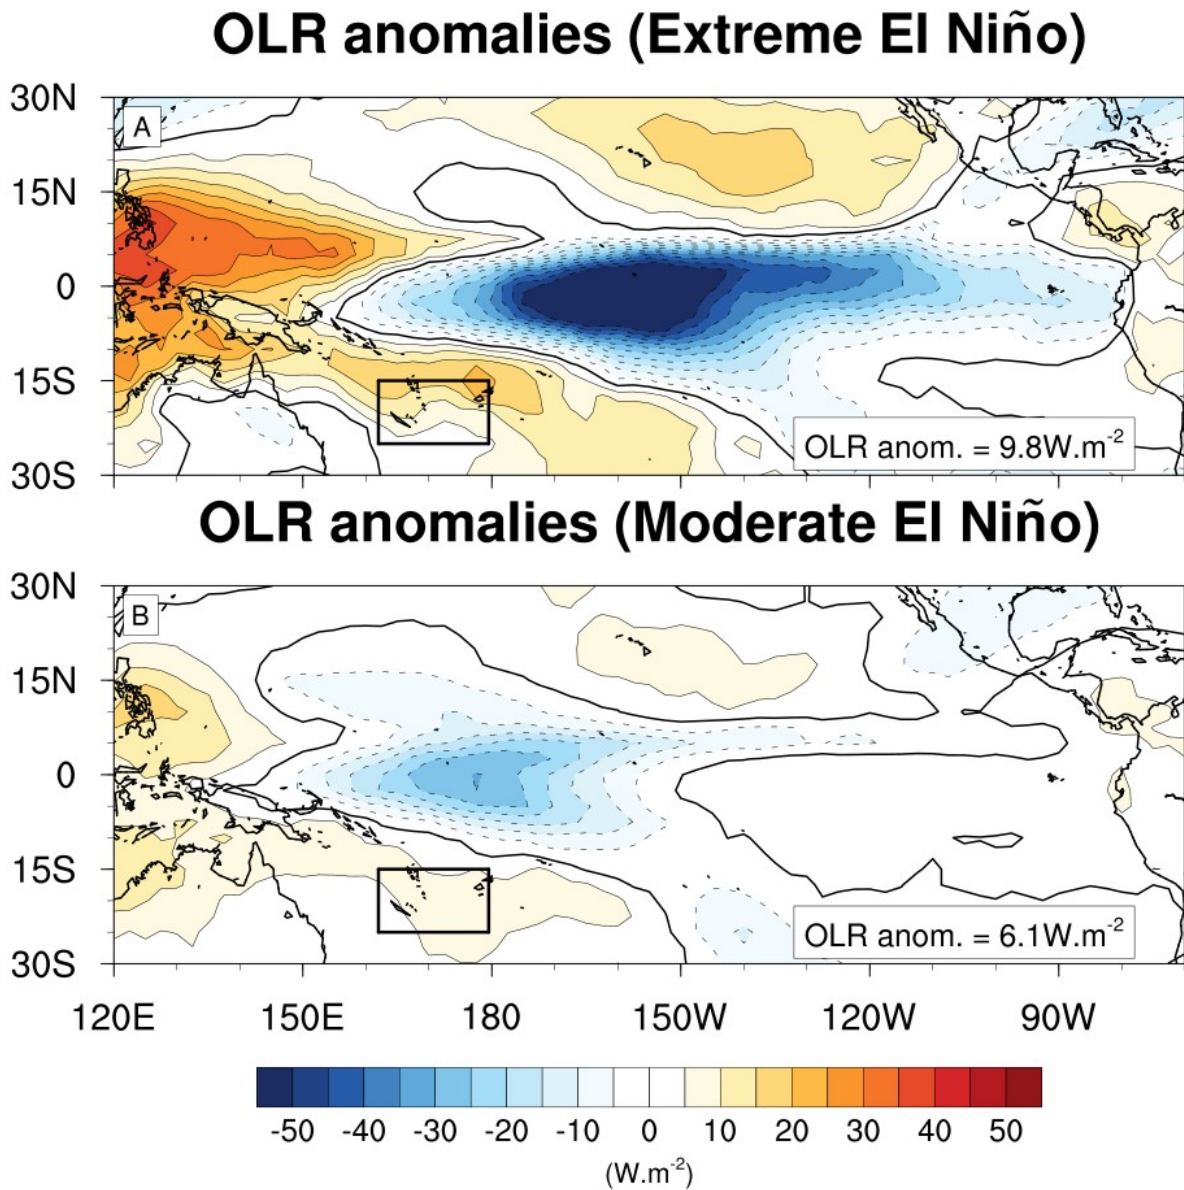 OLR anomalies (Extreme El Niño)
30N
A
15N
0
15S
30S
OLR anom. = 9.8W.m⁻²
OLR anomalies (Moderate El Niño)
30N
B
15N
0
15S
30S
OLR anom. = 6.1W.m⁻²
120E 150E 180 150W 120W 90W
-50 -40 -30 -20 -10 0 10 20 30 40 50
(W.m⁻²)